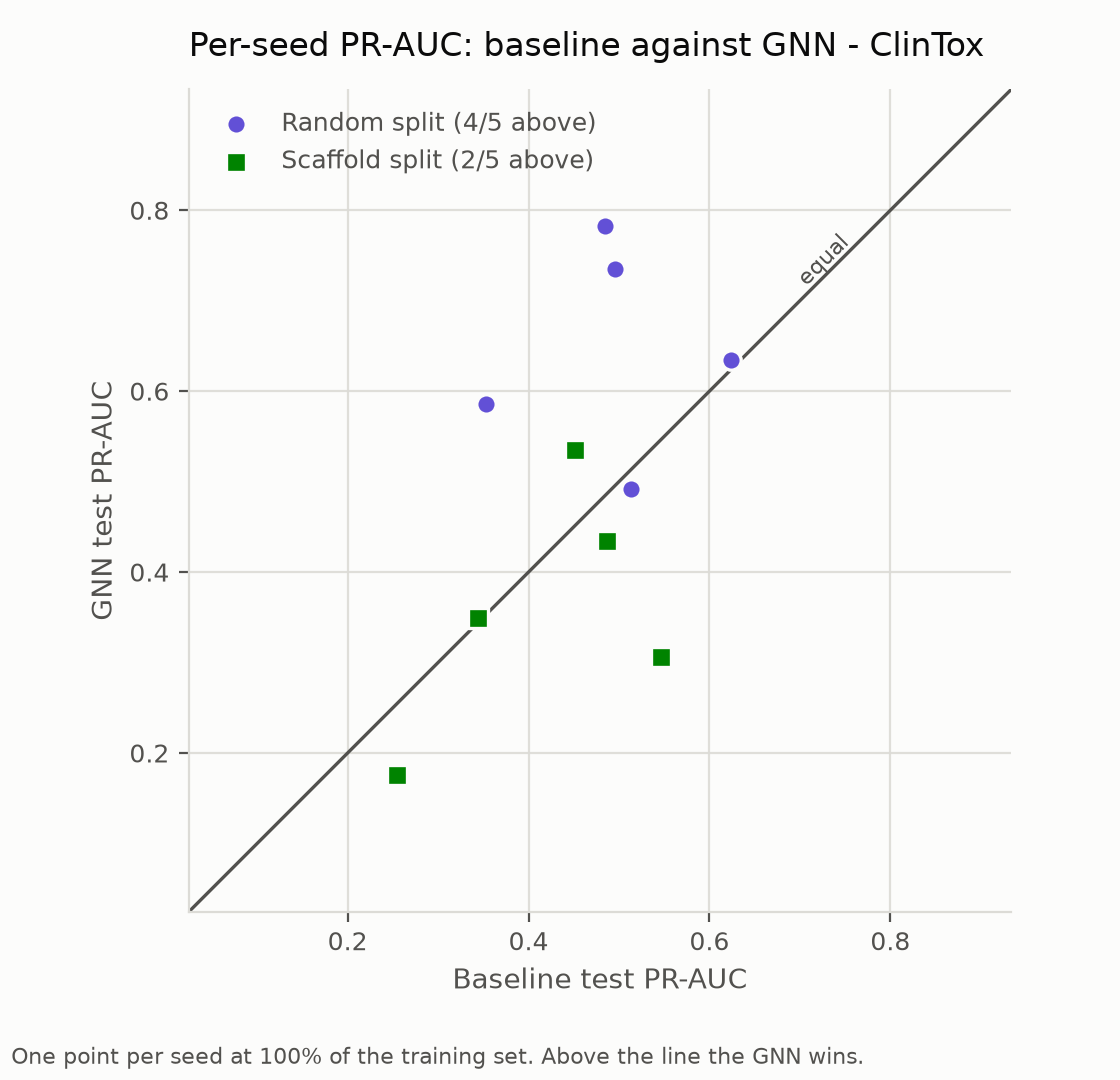 Per-seed PR-AUC: baseline against GNN - ClinTox
Random split (4/5 above)
Scaffold split (2/5 above)
equal
GNN test PR-AUC
0.8
0.6
0.4
0.2
0.2 0.4 0.6 0.8
Baseline test PR-AUC
One point per seed at 100% of the training set. Above the line the GNN wins.